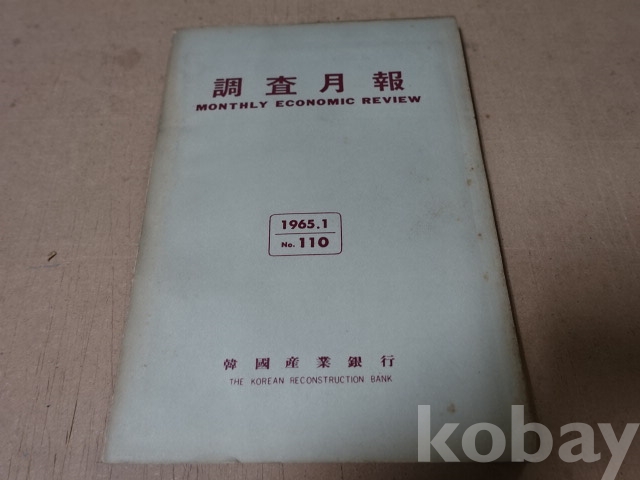 調査月報
MONTHLY ECONOMIC REVIEW
1965.1
No. 110
韓國産業銀行
THE KOREAN RECONSTRUCTION BANK
kobay